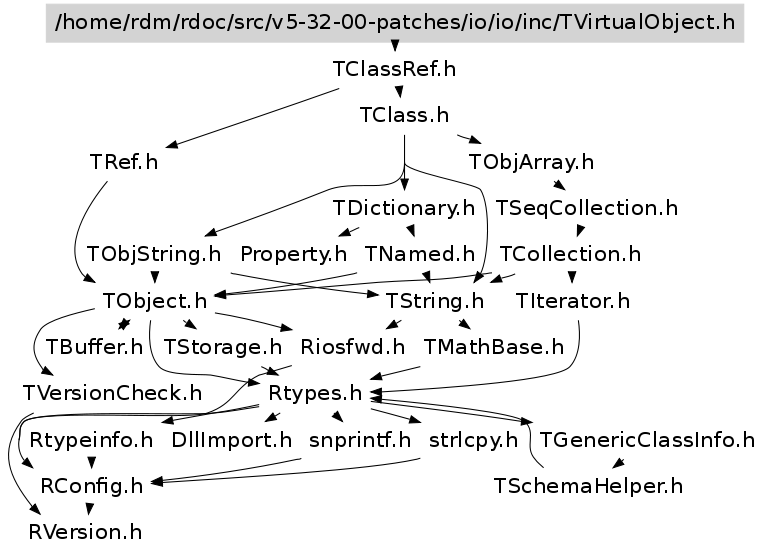 /home/rdm/rdoc/src/v5-32-00-patches/io/io/inc/TVirtualObject.h
TClassRef.h
TClass.h
TRef.h
TObjArray.h
TDictionary.h
TSeqCollection.h
TObjString.h
Property.h
TNamed.h
TCollection.h
TObject.h
TString.h
TIterator.h
TBuffer.h
TStorage.h
Riosfwd.h
TMathBase.h
TVersionCheck.h
Rtypes.h
Rtypeinfo.h
DllImport.h
snprintf.h
strlcpy.h
TGenericClassInfo.h
RConfig.h
TSchemaHelper.h
RVersion.h